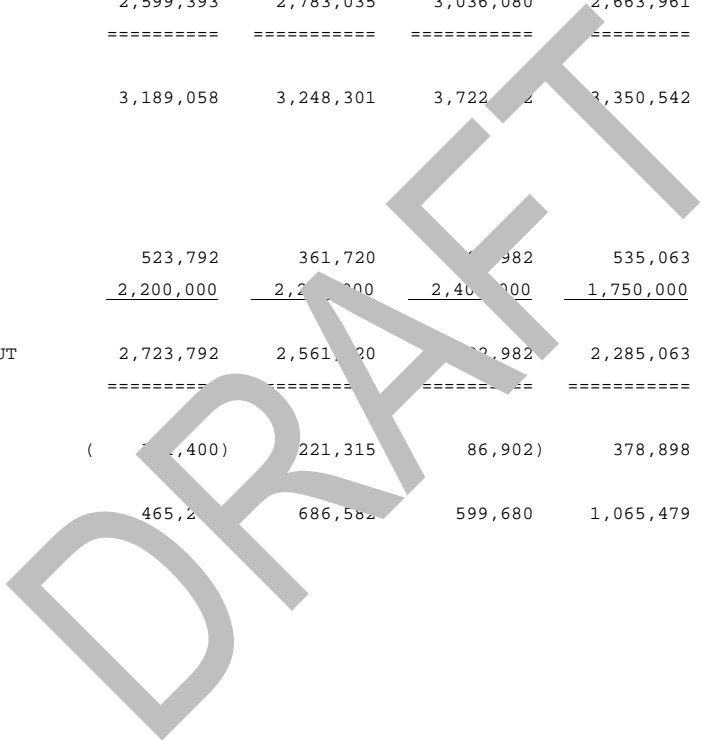 2,599,393 2,783,035 3,036,080 2,663,961
========== =========== =========== =========
3,189,058 3,248,301 3,350,542
523,792 361,720 535,063
2,200,000 1,750,000
UT 2,723,792 2,285,063
========== ========== ========== ===========
( 221,315 86,902) 378,898
686,582 599,680 1,065,479
DRAFT